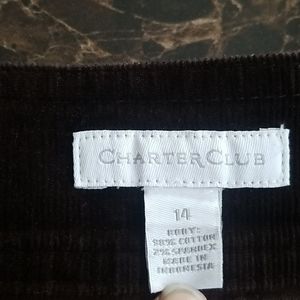 CHARTER CLUB
14
BODY:
98% COTTON
2% SPANDEX
MADE IN
INDONESIA